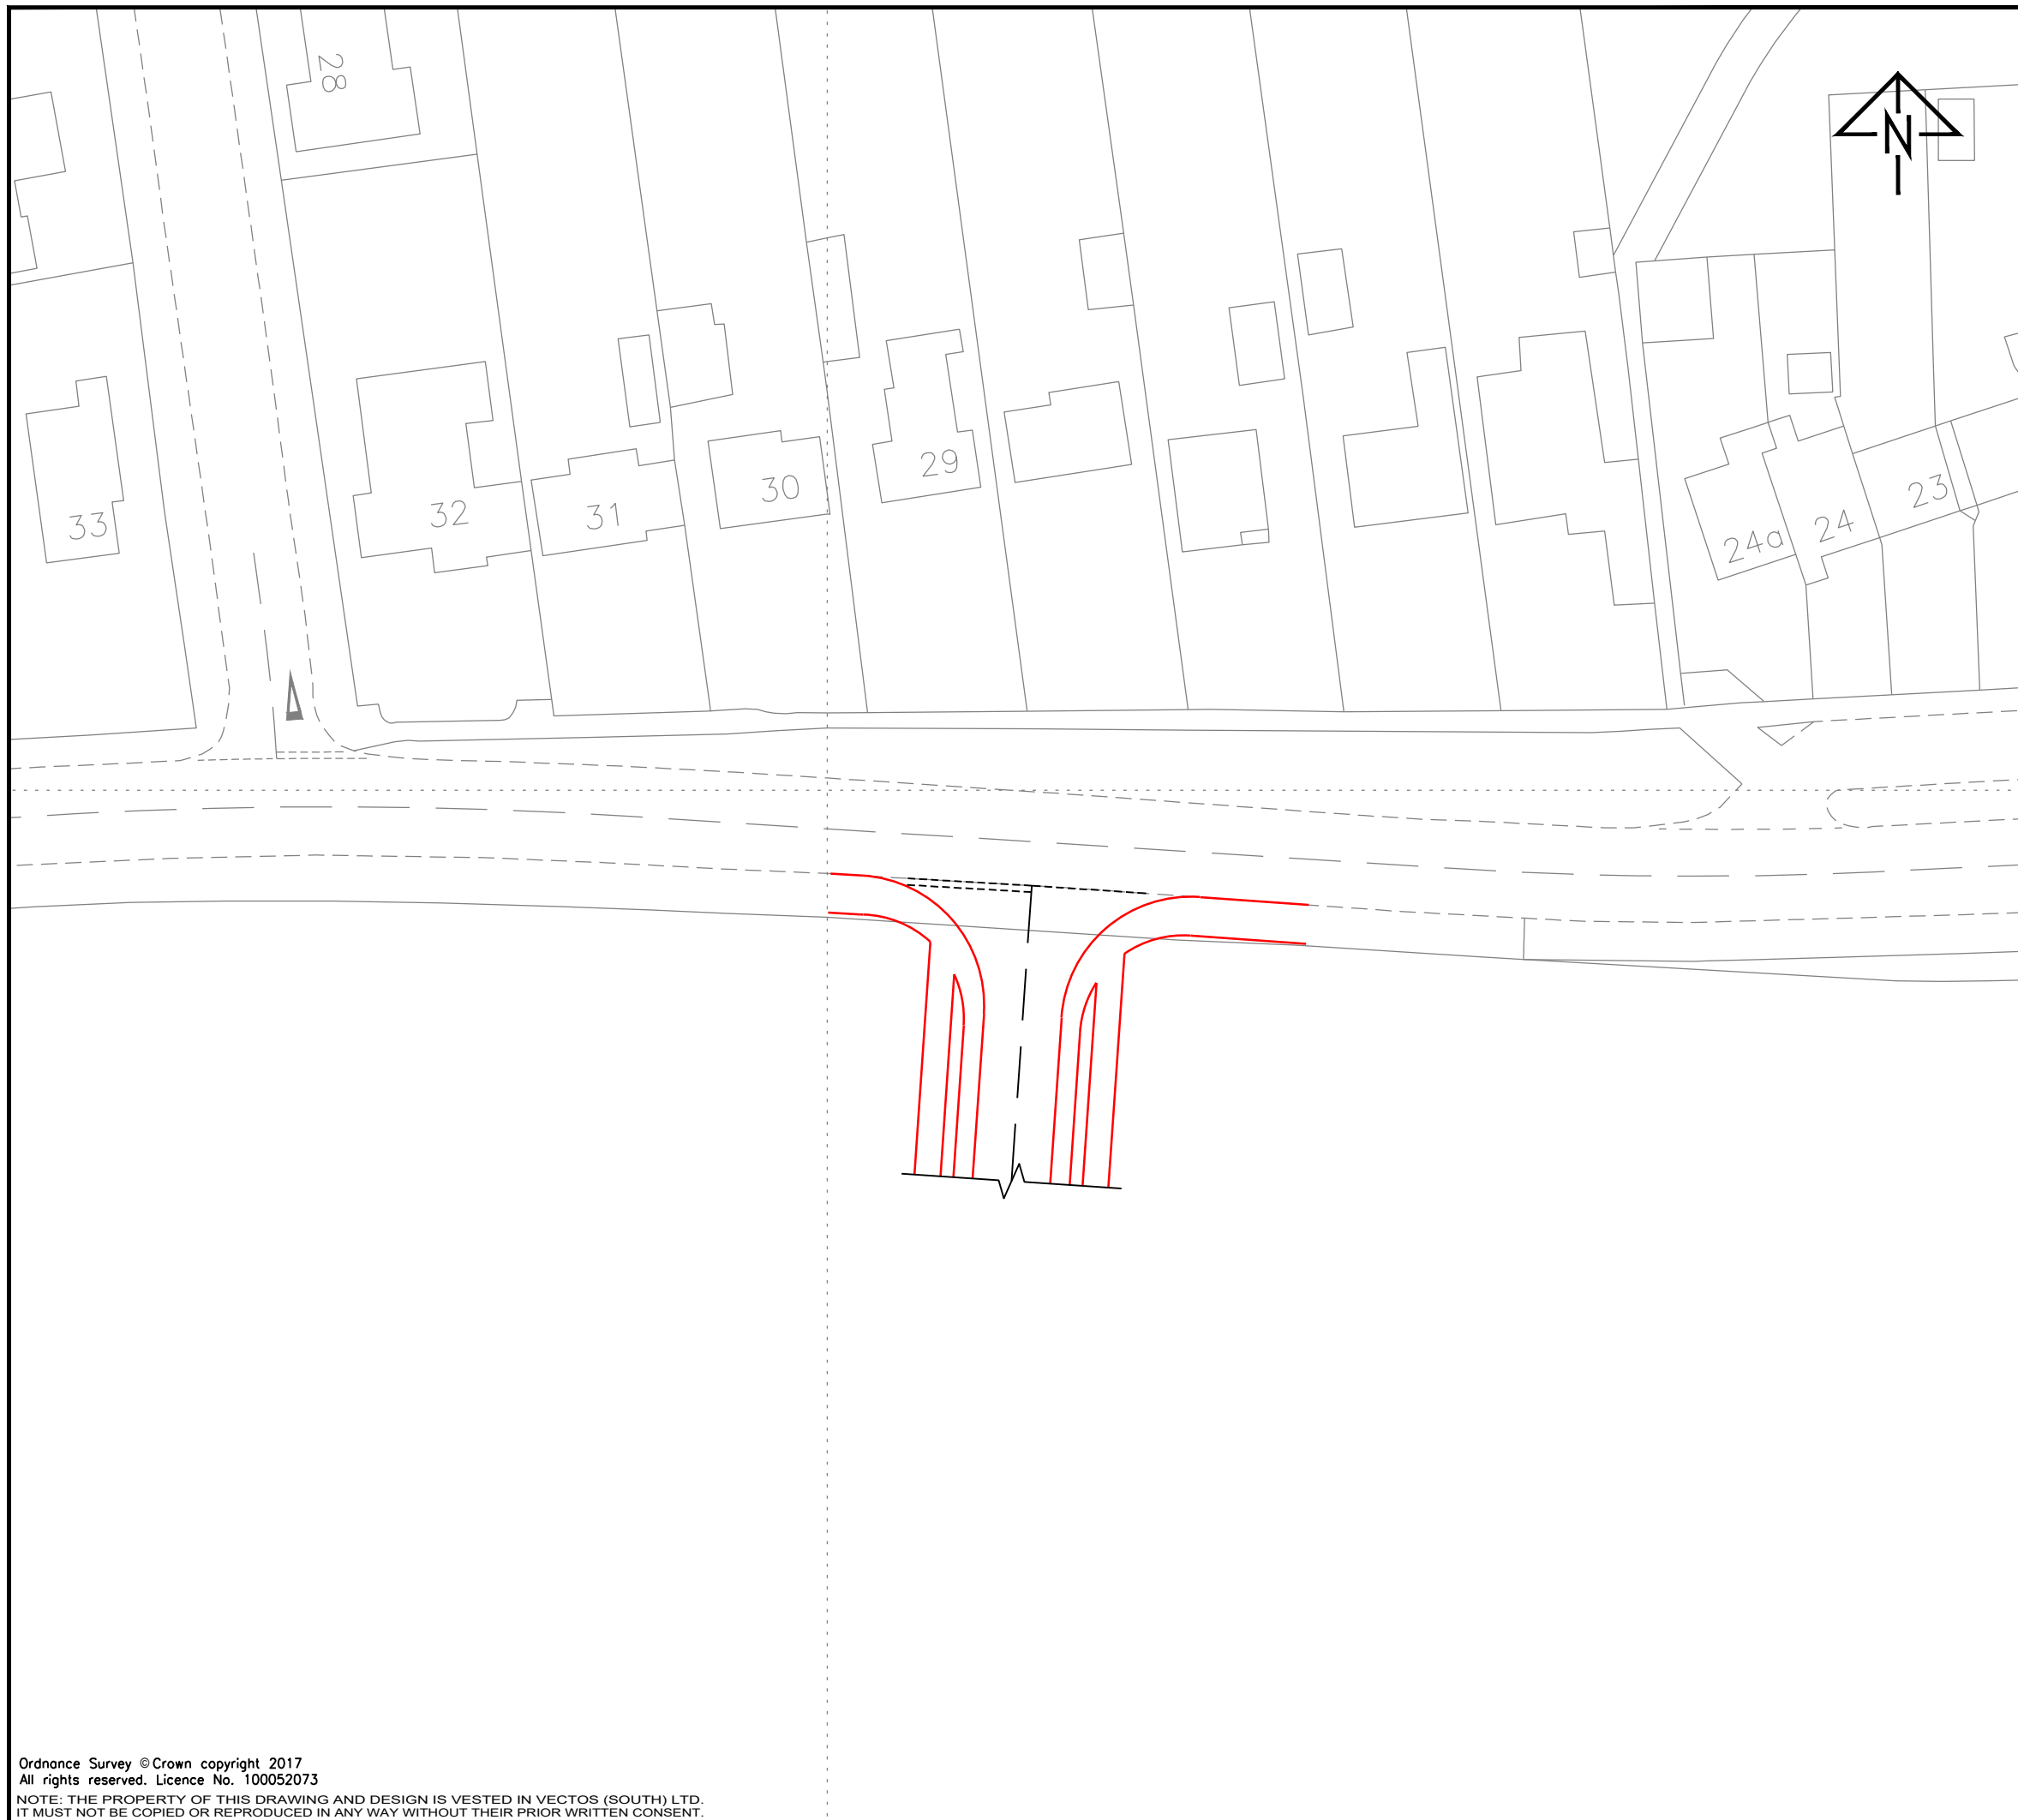 28
N
33
32
31
30
29
24a
24
23
Ordnance Survey © Crown copyright 2017
All rights reserved. Licence No. 100052073
NOTE: THE PROPERTY OF THIS DRAWING AND DESIGN IS VESTED IN VECTOS (SOUTH) LTD.
IT MUST NOT BE COPIED OR REPRODUCED IN ANY WAY WITHOUT THEIR PRIOR WRITTEN CONSENT.